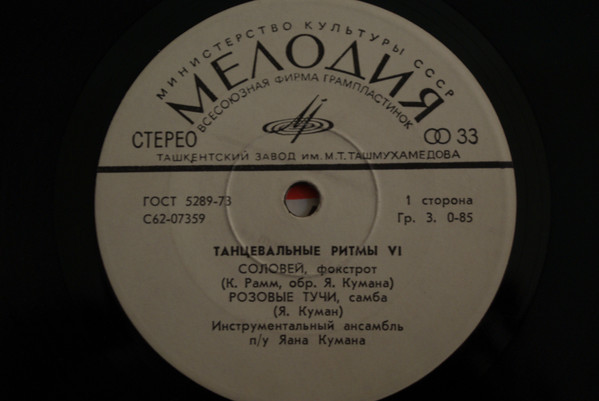 МИНИСТЕРСТВО КУЛЬТУРЫ СССР
МЕЛОДИЯ
ВСЕСОЮЗНАЯ ФИРМА ГРАМПЛАСТИНОК
СТЕРЕО 33
ТАШКЕНТСКИЙ ЗАВОД ИМ. М.Т. ТАШМУХАМЕДОВА
ГОСТ 5289-73 1 сторона
С62-07359 Гр. 3. 0-85
ТАНЦЕВАЛЬНЫЕ РИТМЫ VI
СОЛОВЕЙ, фокстрот
(К. Рамм, обр. Я. Кумана)
РОЗОВЫЕ ТУЧИ, самба
(Я. Куман)
Инструментальный ансамбль
п/у Яана Кумана